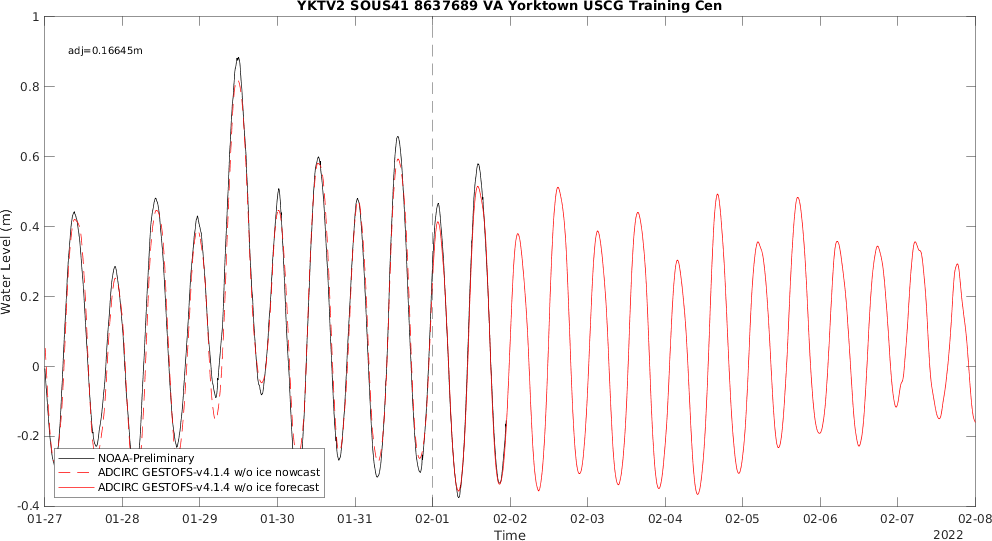 YKTV2 SOUS41 8637689 VA Yorktown USCG Training Cen
adj=0.16645m
1
0.8
0.6
0.4
0.2
0
-0.2
-0.4
Water Level (m)
NOAA-Preliminary
ADCIRC GESTOFS-v4.1.4 w/o ice nowcast
ADCIRC GESTOFS-v4.1.4 w/o ice forecast
01-27 01-28 01-29 01-30 01-31 02-01 02-02 02-03 02-04 02-05 02-06 02-07 02-08
Time
2022